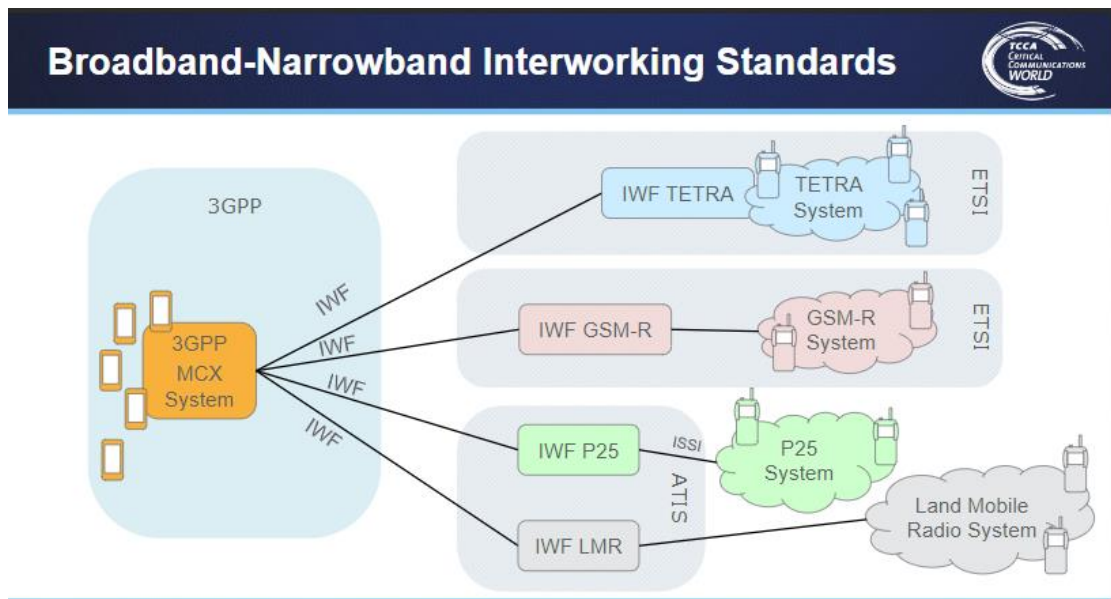 Broadband-Narrowband Interworking Standards
TCCA
CRITICAL
COMMUNICATIONS
WORLD
3GPP
3GPP
MCX
System
IWF
IWF
IWF
IWF
IWF TETRA
TETRA
System
ETSI
IWF GSM-R
GSM-R
System
ETSI
IWF P25
ISSI
P25
System
ATIS
IWF LMR
Land Mobile
Radio System